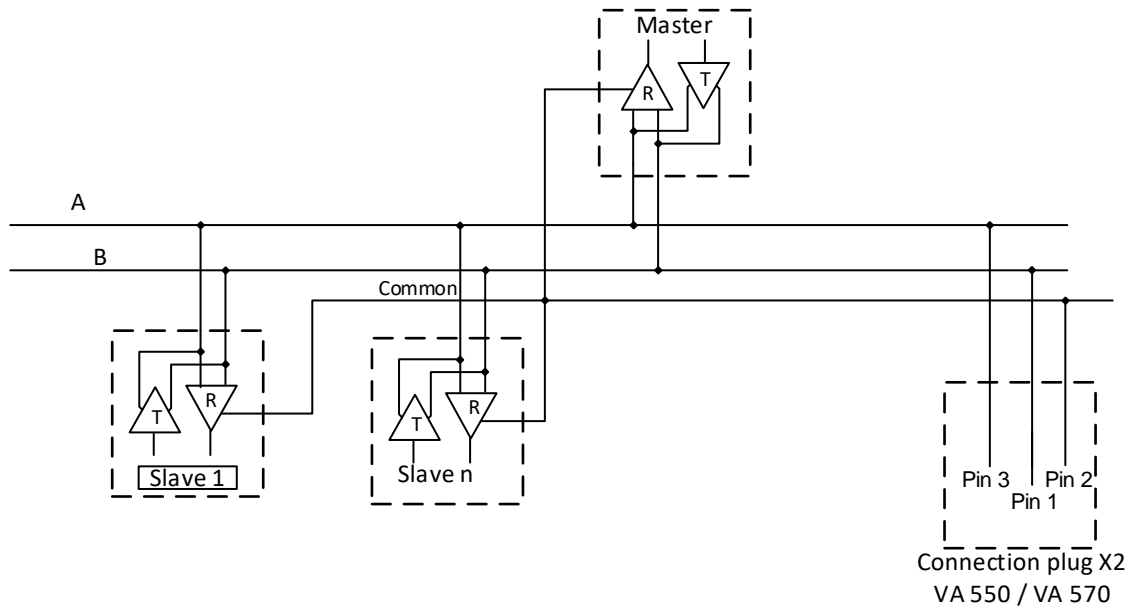 Master
R
T
A
B
Common
T
R
Slave 1
T
R
Slave n
Pin 3
Pin 2
Pin 1
Connection plug X2
VA 550 / VA 570